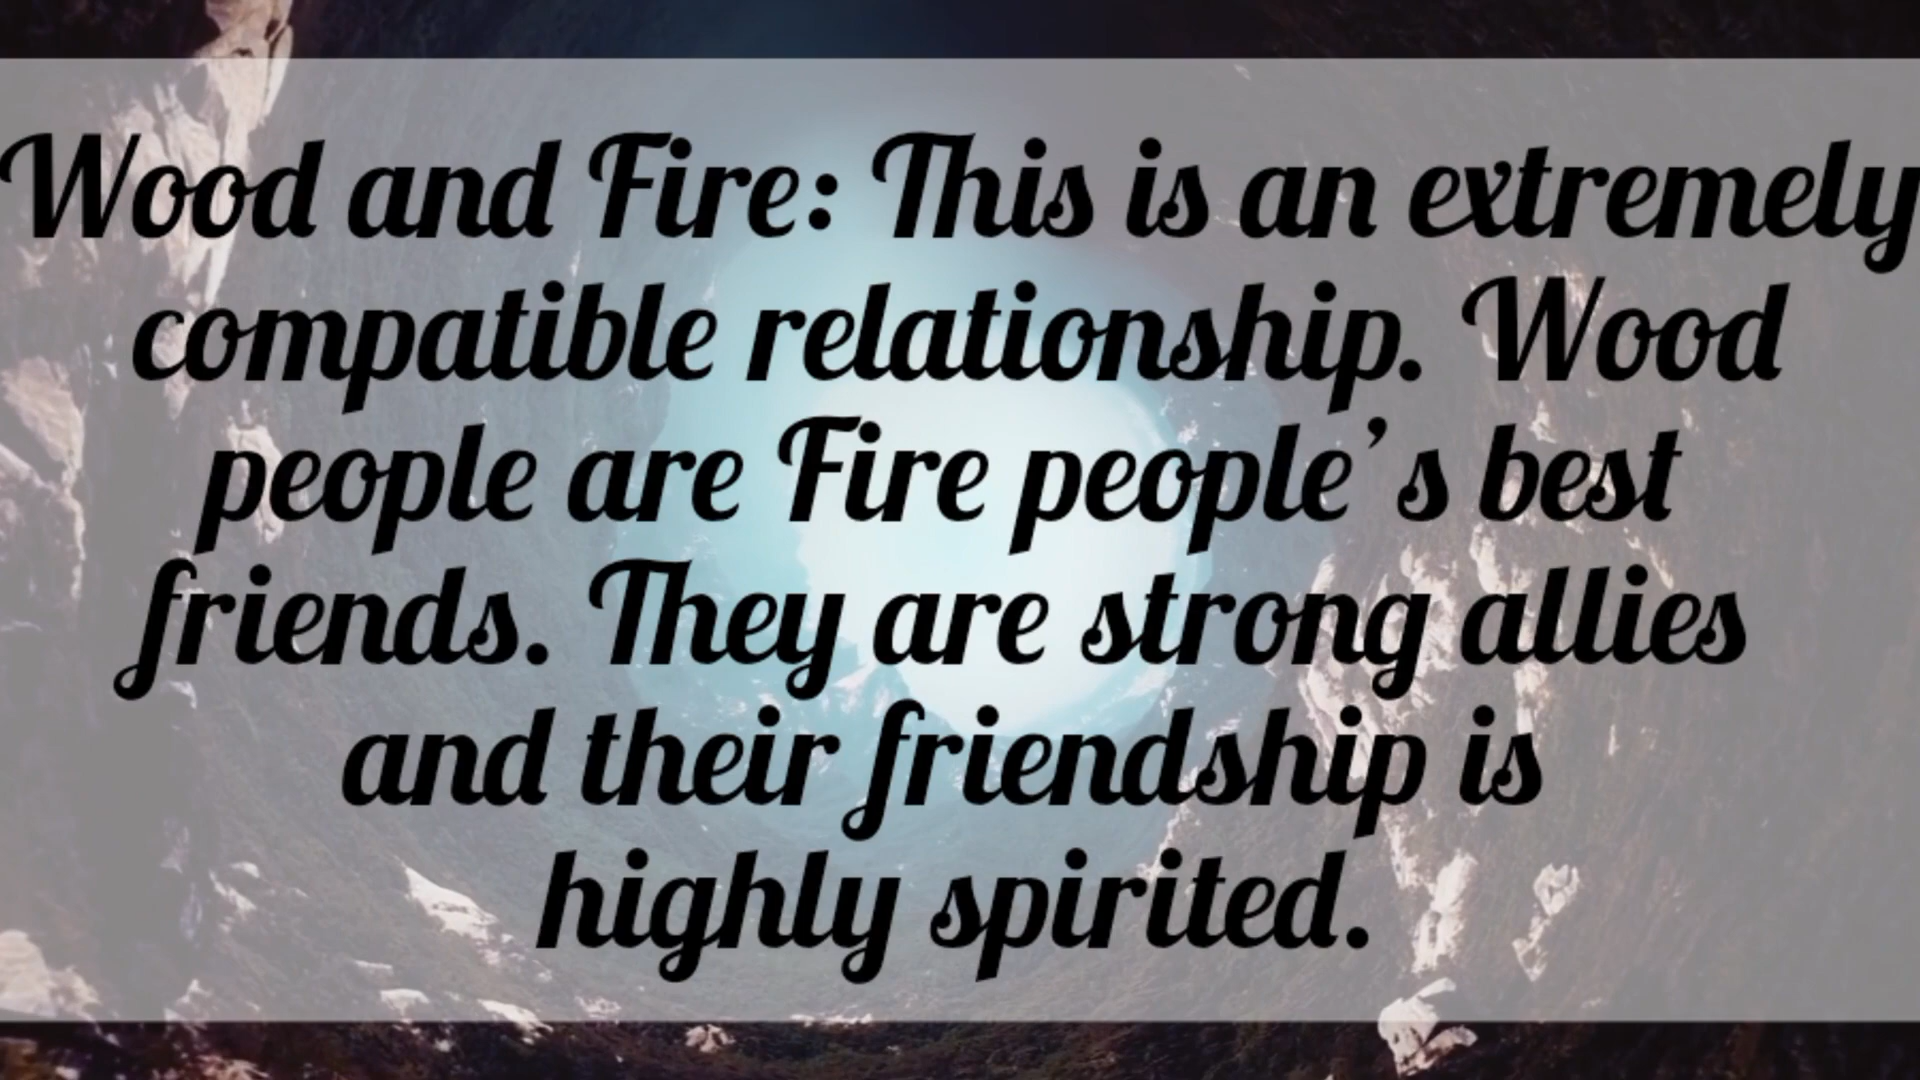 Wood and Fire: This is an extremely
compatible relationship. Wood
people are Fire people’s best
friends. They are strong allies
and their friendship is
highly spirited.